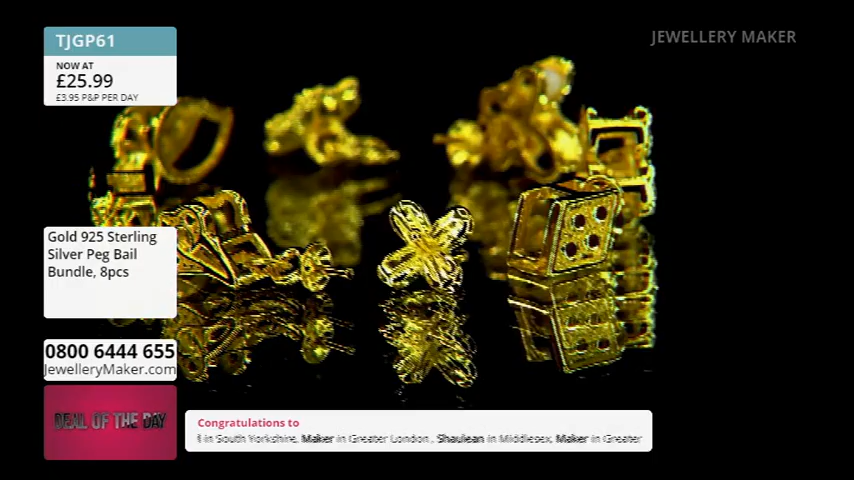 TJGP61
JEWELLERY MAKER
NOW AT
£25.99
£3.95 P&P PER DAY
Gold 925 Sterling
Silver Peg Bail
Bundle, 8pcs
0800 6444 655
JewelleryMaker.com
DEAL OF THE DAY
Congratulations to
in South Yorkshire, Maker in Greater London , Shaulean in Middlesex, Maker in Greater